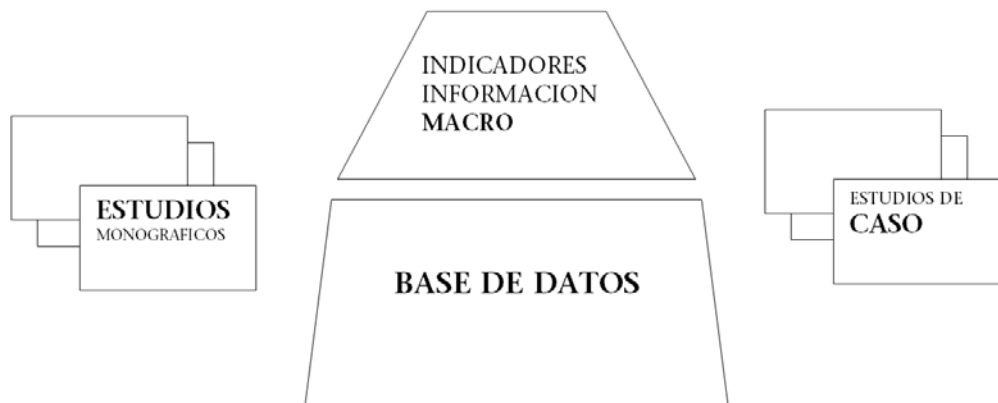 INDICADORES
INFORMACION
MACRO
ESTUDIOS
MONOGRAFICOS
ESTUDIOS DE
CASO
BASE DE DATOS